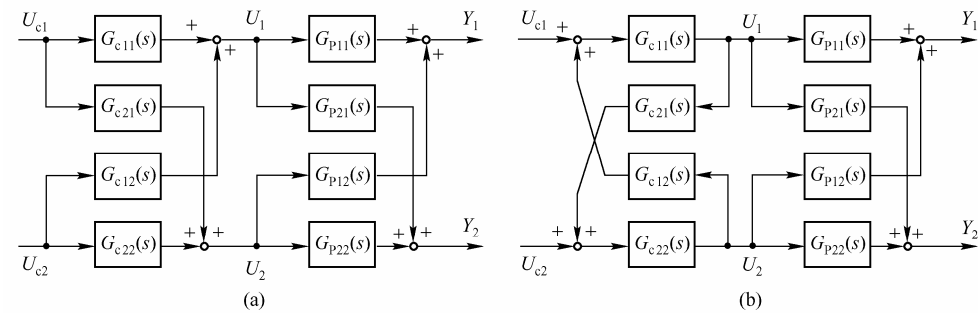 U_c1 U_1 Y_1
G_c11(s) + + G_P11(s) + +
G_c21(s) G_P21(s)
G_c12(s) G_P12(s)
G_c22(s) + + G_P22(s) + + Y_2
U_c2 U_2
(a)
U_c1 U_1 Y_1
+ + G_c11(s) G_P11(s) + +
G_c21(s) G_P21(s)
G_c12(s) G_P12(s)
+ + G_c22(s) G_P22(s) + + Y_2
U_c2 U_2
(b)